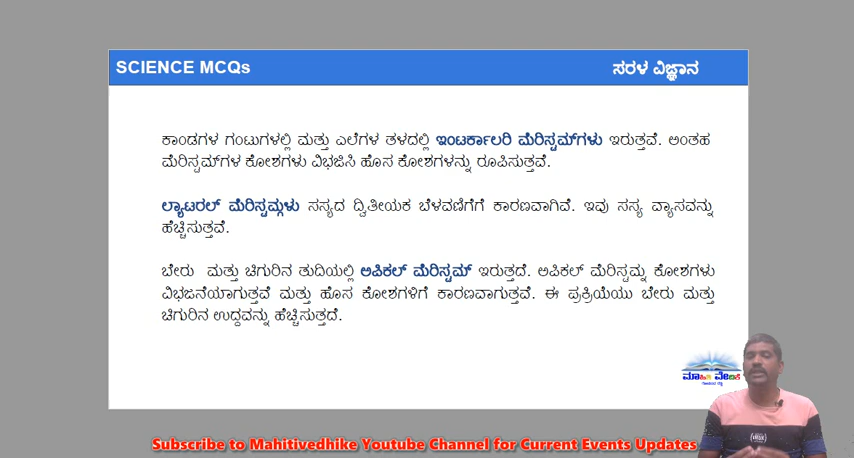 SCIENCE MCQs
ಸರಳ ವಿಜ್ಞಾನ
ಕಾಂಡಗಳ ಗಂಟುಗಳಲ್ಲಿ ಮತ್ತು ಎಲೆಗಳ ತಳದಲ್ಲಿ ಇಂಟರ್ಕಾಲರಿ ಮೆರಿಸ್ಟಮ್‌ಗಳು ಇರುತ್ತವೆ. ಅಂತಹ
ಮೆರಿಸ್ಟಮ್‌ಗಳ ಕೋಶಗಳು ವಿಭಜಿಸಿ ಹೊಸ ಕೋಶಗಳನ್ನು ರೂಪಿಸುತ್ತವೆ.
ಲ್ಯಾಟರಲ್ ಮೆರಿಸ್ಟಮ್ಗಳು ಸಸ್ಯದ ದ್ವಿತೀಯಕ ಬೆಳವಣಿಗೆಗೆ ಕಾರಣವಾಗಿವೆ. ಇವು ಸಸ್ಯ ವ್ಯಾಸವನ್ನು
ಹೆಚ್ಚಿಸುತ್ತವೆ.
ಬೇರು ಮತ್ತು ಚಿಗುರಿನ ತುದಿಯಲ್ಲಿ ಅಪಿಕಲ್ ಮೆರಿಸ್ಟಮ್ ಇರುತ್ತದೆ. ಅಪಿಕಲ್ ಮೆರಿಸ್ಟಮ್ನ ಕೋಶಗಳು
ವಿಭಜನೆಯಾಗುತ್ತವೆ ಮತ್ತು ಹೊಸ ಕೋಶಗಳಿಗೆ ಕಾರಣವಾಗುತ್ತವೆ. ಈ ಪ್ರಕ್ರಿಯೆಯು ಬೇರು ಮತ್ತು
ಚಿಗುರಿನ ಉದ್ದವನ್ನು ಹೆಚ್ಚಿಸುತ್ತದೆ.
ಮಾಹಿತಿ ವೇದಿಕೆ
Subscribe to Mahitivedhike Youtube Channel for Current Events Updates